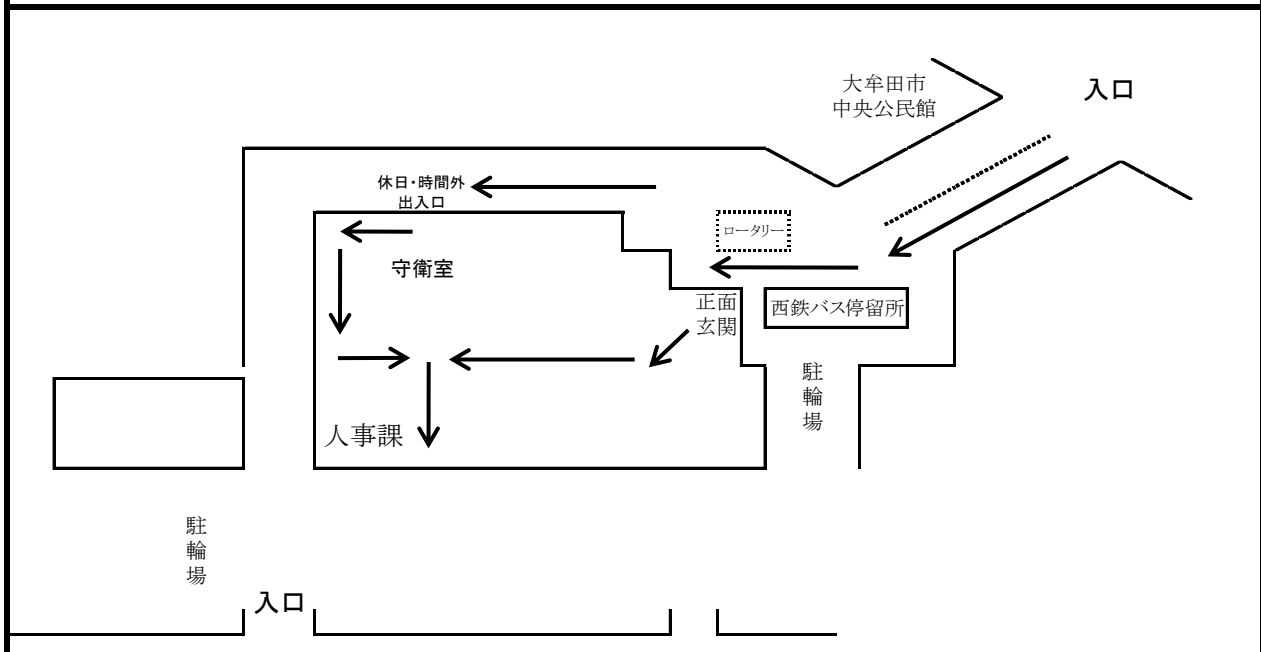 大牟田市
中央公民館
入口
休日・時間外
出入口
ロータリー
守衛室
正面
玄関
西鉄バス停留所
駐輪場
人事課
駐輪場
入口